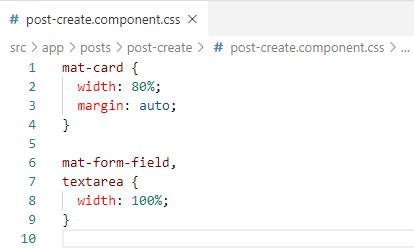 # post-create.component.css ×
src > app > posts > post-create > # post-create.component.css > ...
1 mat-card {
2 width: 80%;
3 margin: auto;
4 }
5
6 mat-form-field,
7 textarea {
8 width: 100%;
9 }
10